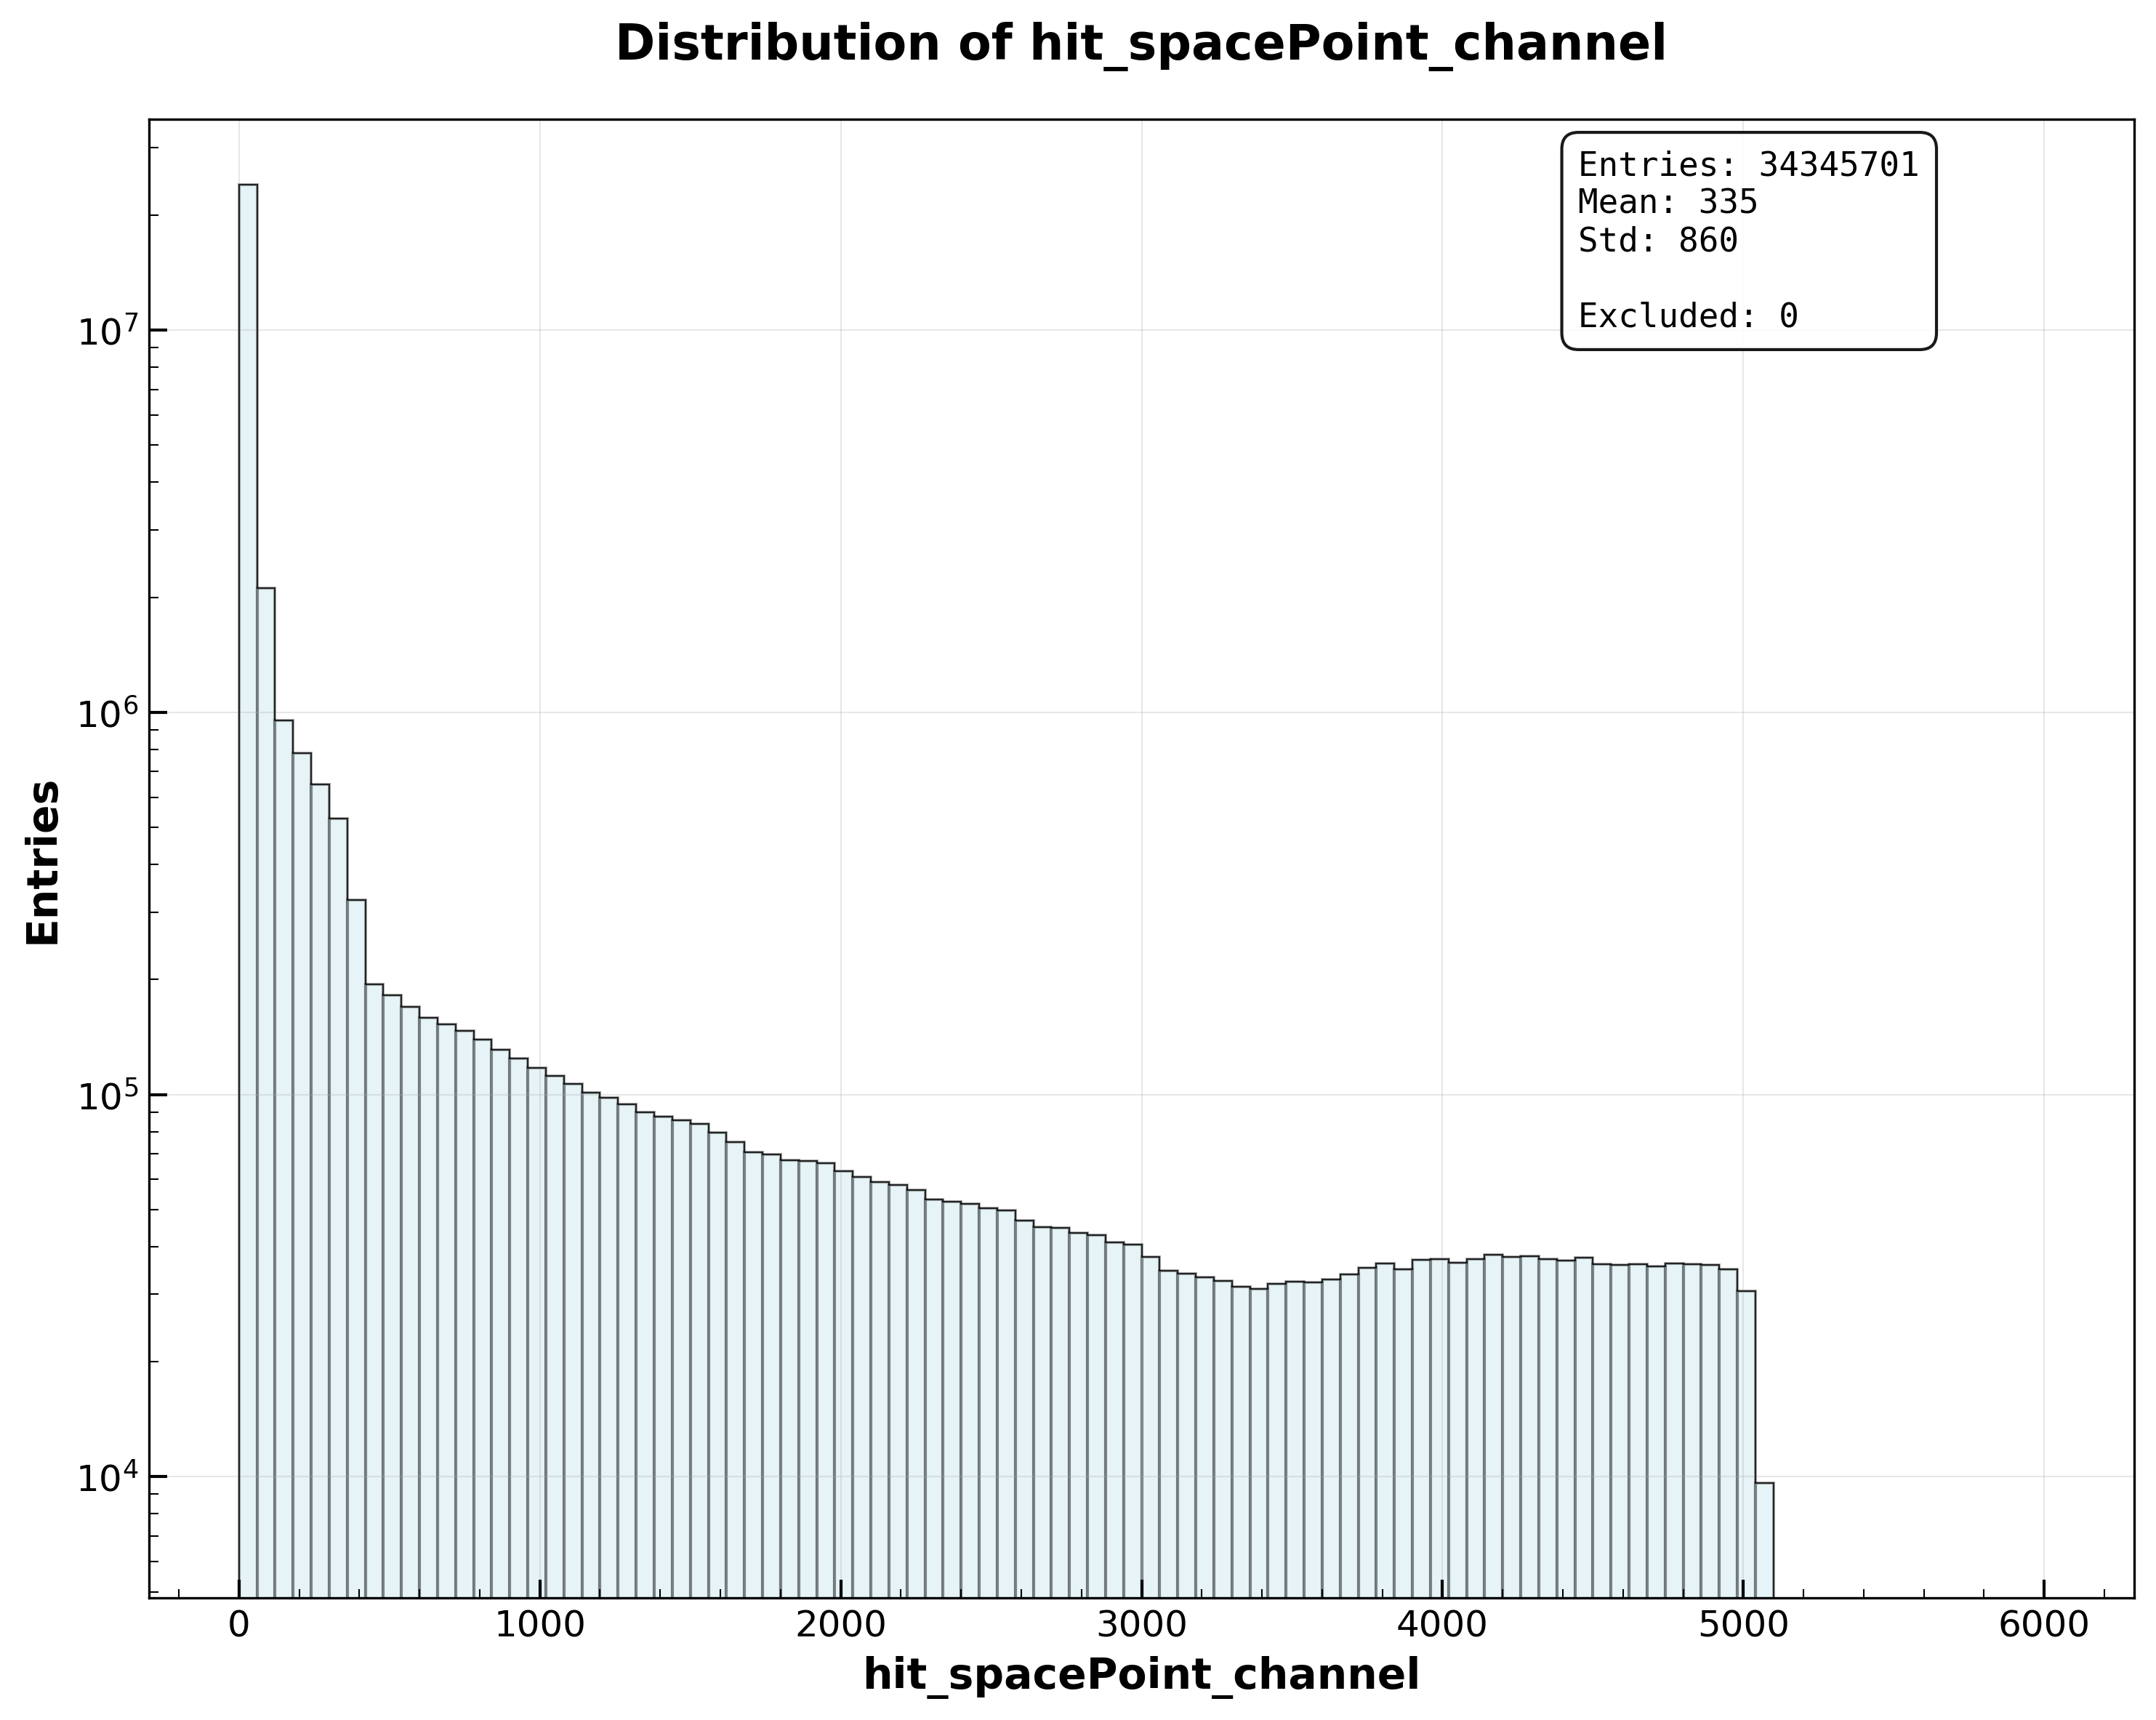 Distribution of hit_spacePoint_channel
Entries: 34345701
Mean: 335
Std: 860
Excluded: 0
10^7
10^6
10^5
10^4
Entries
0 1000 2000 3000 4000 5000 6000
hit_spacePoint_channel